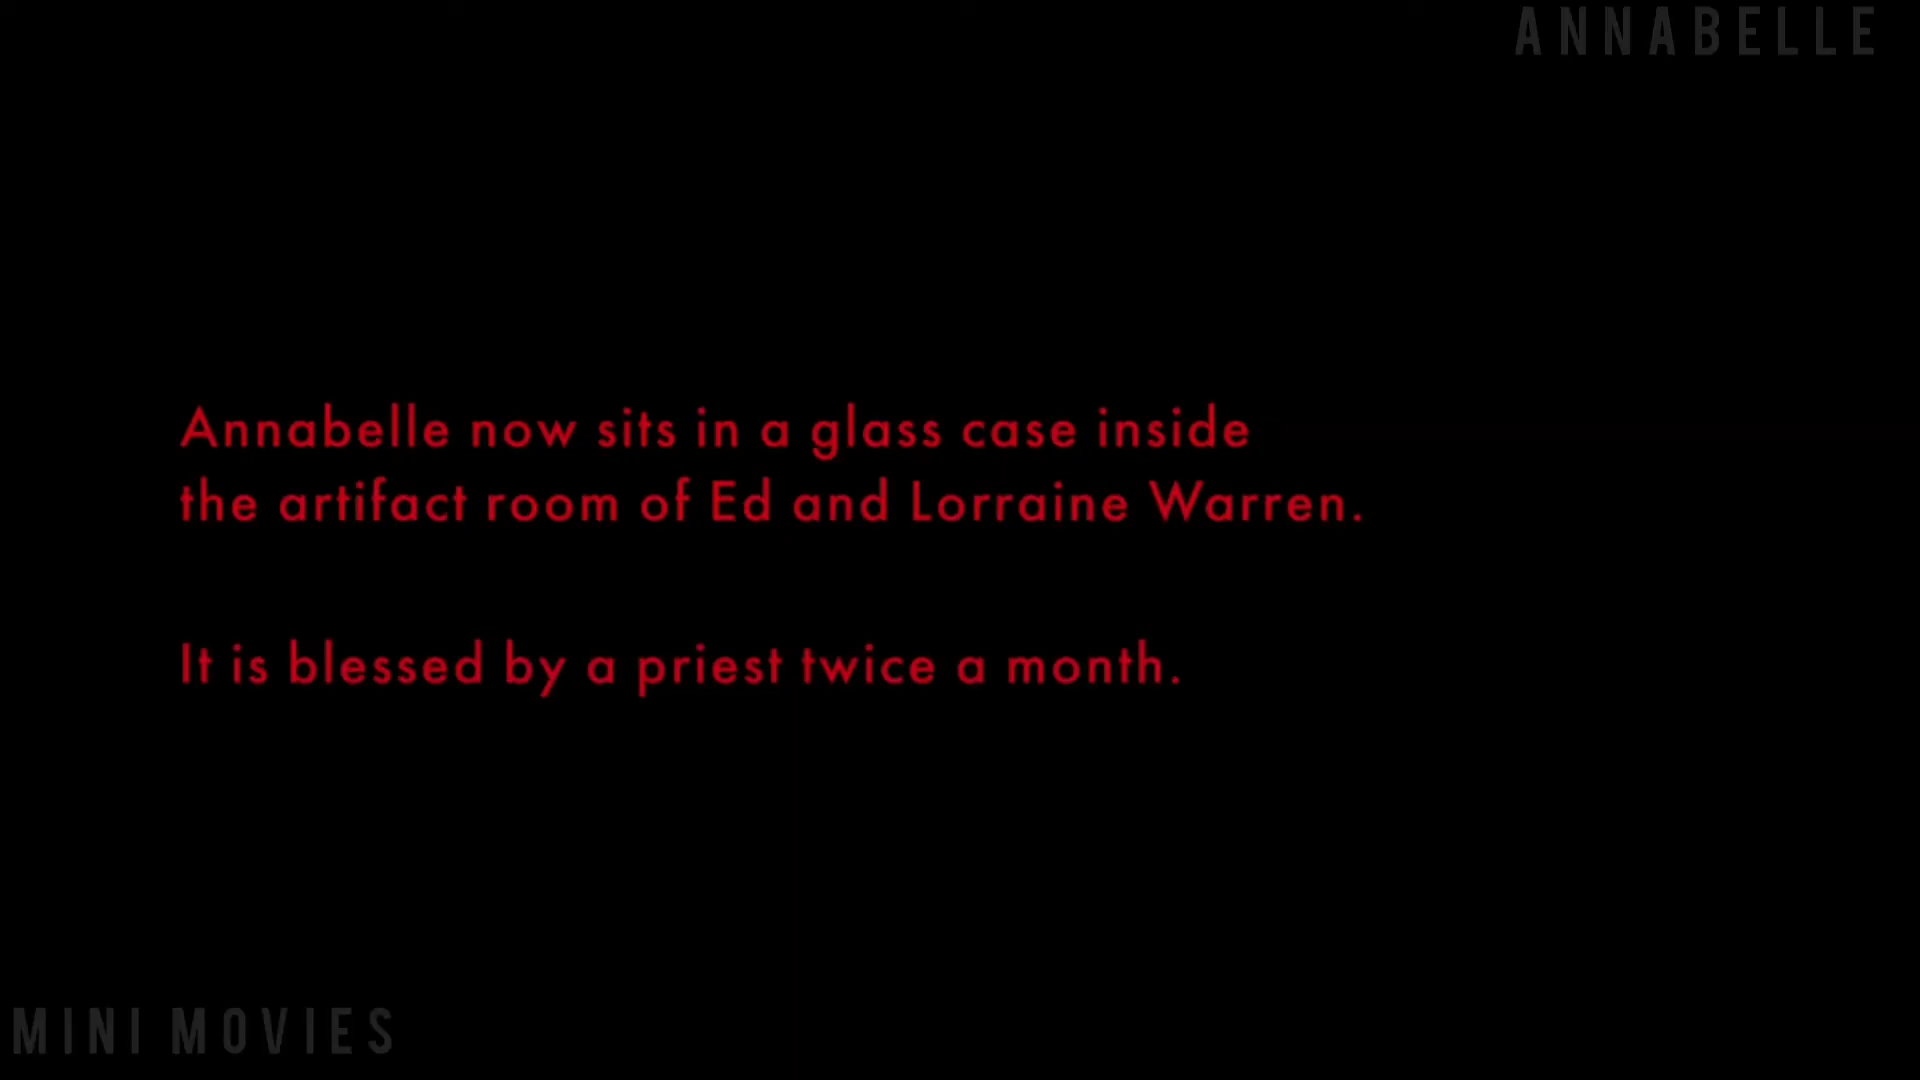 ANNABELLE
Annabelle now sits in a glass case inside
the artifact room of Ed and Lorraine Warren.
It is blessed by a priest twice a month.
MINI MOVIES